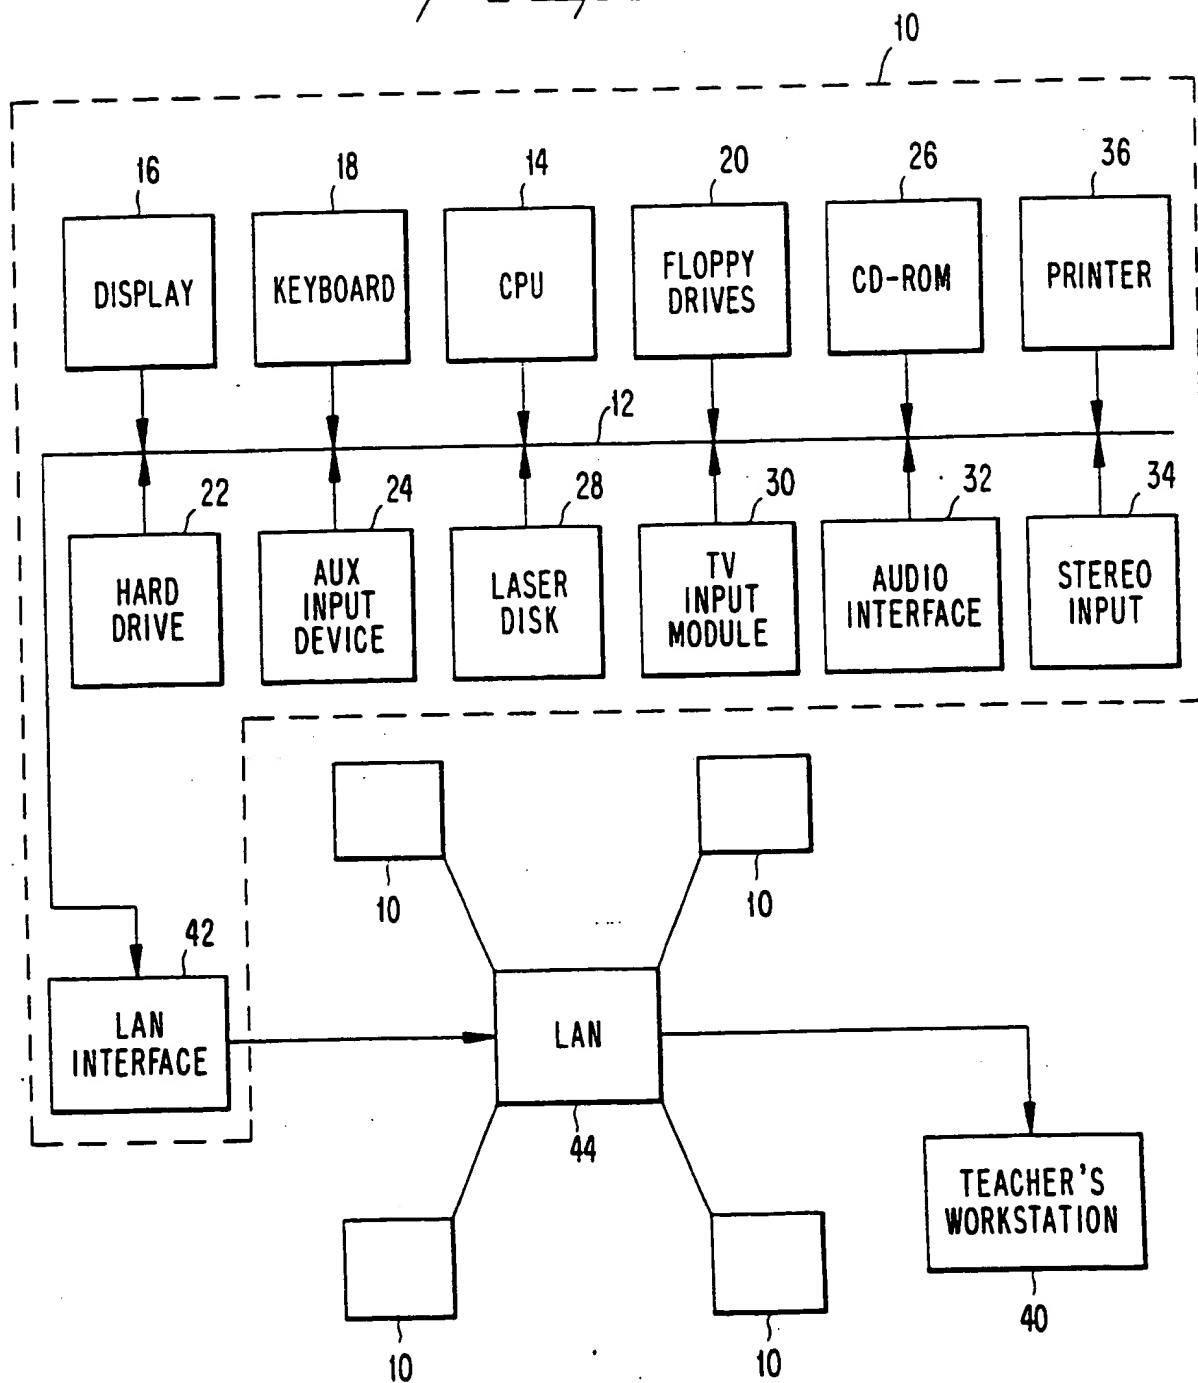 10
16
18
14
20
26
36
DISPLAY
KEYBOARD
CPU
FLOPPY
DRIVES
CD-ROM
PRINTER
12
22
24
28
30
32
34
HARD
DRIVE
AUX
INPUT
DEVICE
LASER
DISK
TV
INPUT
MODULE
AUDIO
INTERFACE
STEREO
INPUT
10
10
42
LAN
INTERFACE
LAN
44
TEACHER'S
WORKSTATION
40
10
10